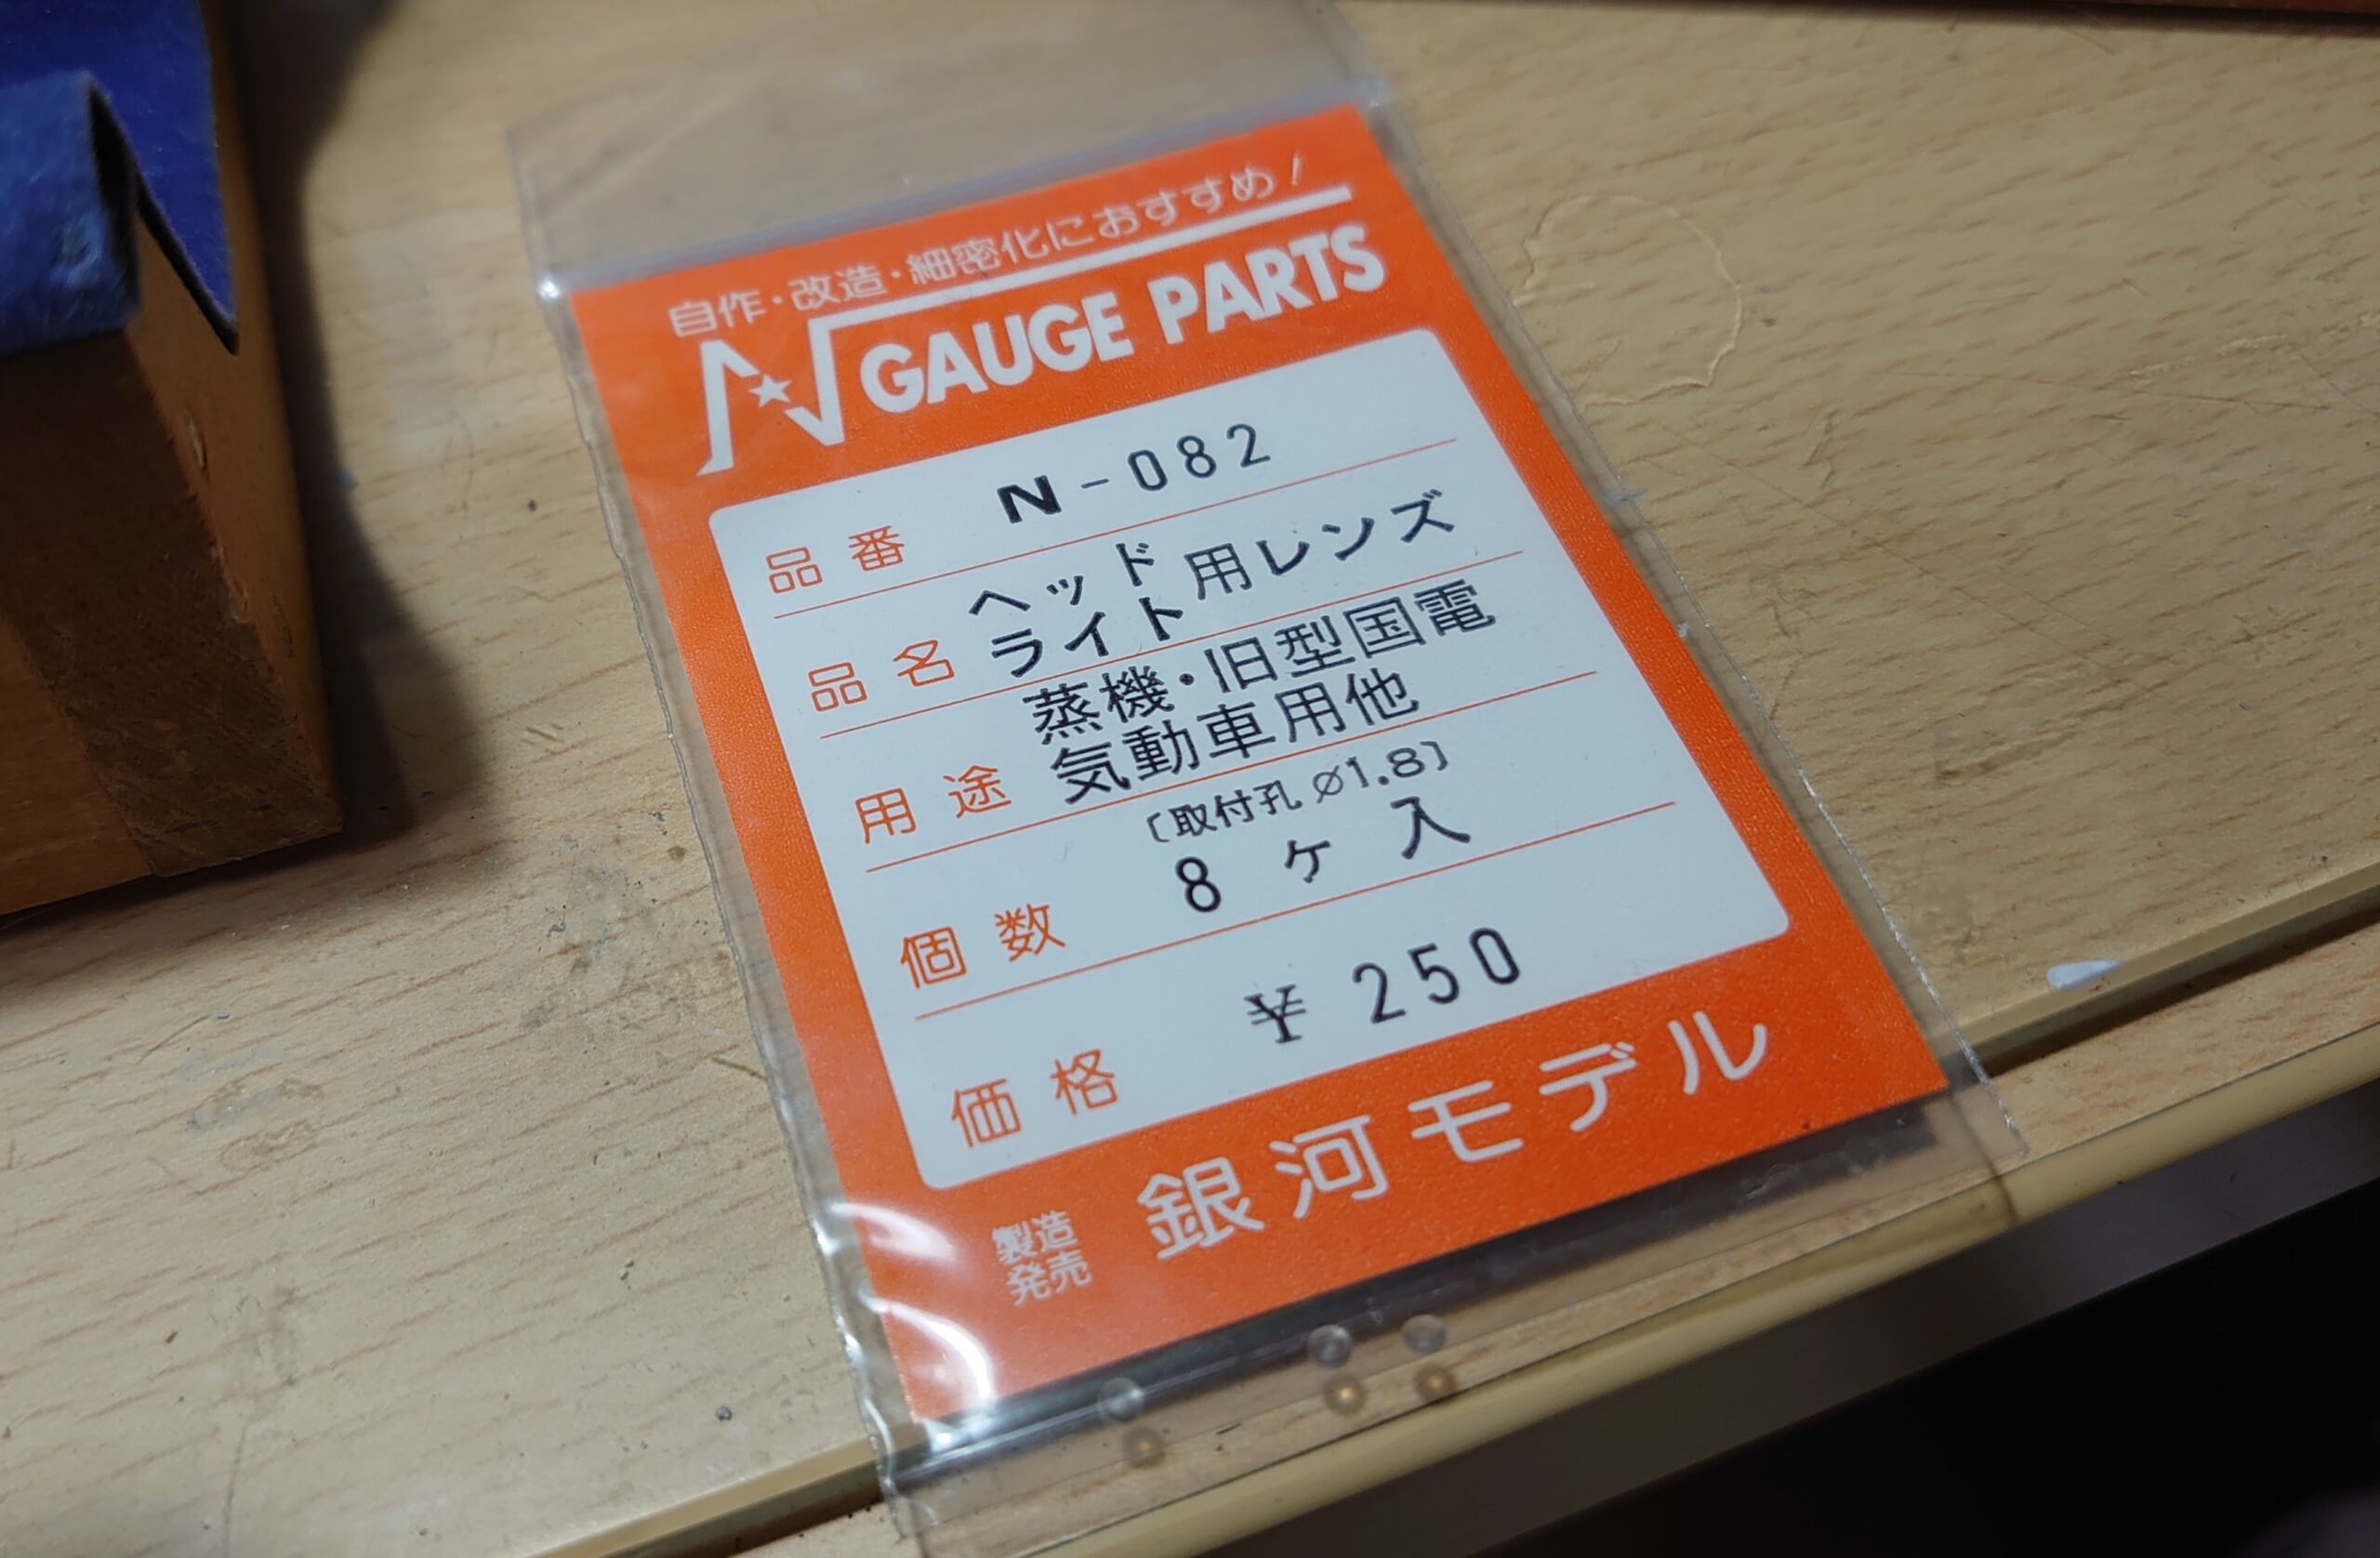 自作・改造・細密化におすすめ！
N GAUGE PARTS
品番 N-082
品名 ヘッドライト用レンズ
用途 蒸機・旧型国電
気動車用他
〔取付孔 ∅1.8〕
個数 8ヶ入
価格 ¥250
製造
発売 銀河モデル